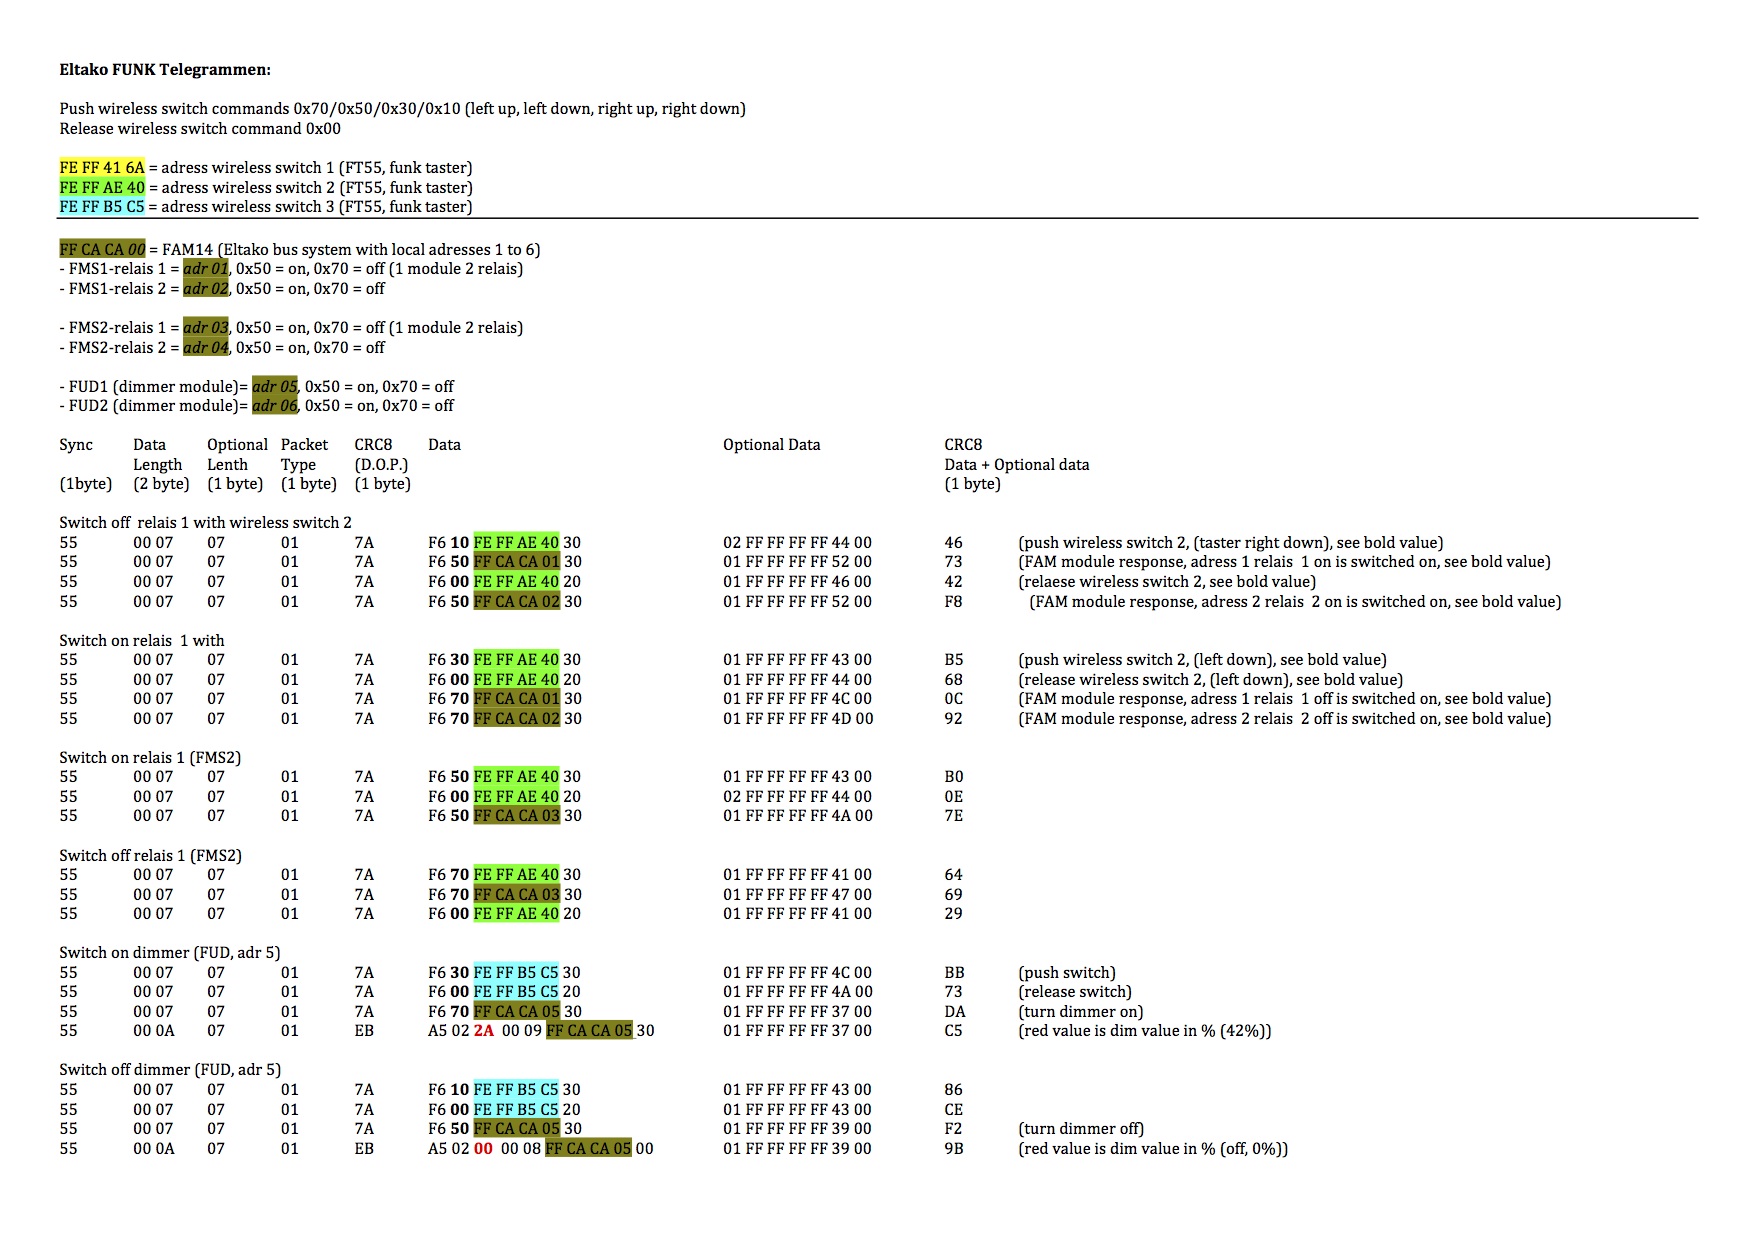 Eltako FUNK Telegrammen:
Push wireless switch commands 0x70/0x50/0x30/0x10 (left up, left down, right up, right down)
Release wireless switch command 0x00
FE FF 41 6A = adress wireless switch 1 (FT55, funk taster)
FE FF AE 40 = adress wireless switch 2 (FT55, funk taster)
FE FF B5 C5 = adress wireless switch 3 (FT55, funk taster)
FF CA CA 00 = FAM14 (Eltako bus system with local adresses 1 to 6)
- FMS1-relais 1 = adr 01, 0x50 = on, 0x70 = off (1 module 2 relais)
- FMS1-relais 2 = adr 02, 0x50 = on, 0x70 = off
- FMS2-relais 1 = adr 03, 0x50 = on, 0x70 = off (1 module 2 relais)
- FMS2-relais 2 = adr 04, 0x50 = on, 0x70 = off
- FUD1 (dimmer module)= adr 05, 0x50 = on, 0x70 = off
- FUD2 (dimmer module)= adr 06, 0x50 = on, 0x70 = off
Sync Data Optional Packet CRC8 Data Optional Data CRC8
Length Lenth Type (D.O.P.) Data + Optional data
(1byte) (2 byte) (1 byte) (1 byte) (1 byte) (1 byte)
Switch off relais 1 with wireless switch 2
55 00 07 07 01 7A F6 10 FE FF AE 40 30 02 FF FF FF FF 44 00 46 (push wireless switch 2, (taster right down), see bold value)
55 00 07 07 01 7A F6 50 FF CA CA 01 30 01 FF FF FF FF 52 00 73 (FAM module response, adress 1 relais 1 on is switched on, see bold value)
55 00 07 07 01 7A F6 00 FE FF AE 40 20 01 FF FF FF FF 46 00 42 (relaese wireless switch 2, see bold value)
55 00 07 07 01 7A F6 50 FF CA CA 02 30 01 FF FF FF FF 52 00 F8 (FAM module response, adress 2 relais 2 on is switched on, see bold value)
Switch on relais 1 with
55 00 07 07 01 7A F6 30 FE FF AE 40 30 01 FF FF FF FF 43 00 B5 (push wireless switch 2, (left down), see bold value)
55 00 07 07 01 7A F6 00 FE FF AE 40 20 01 FF FF FF FF 44 00 68 (release wireless switch 2, (left down), see bold value)
55 00 07 07 01 7A F6 70 FF CA CA 01 30 01 FF FF FF FF 4C 00 0C (FAM module response, adress 1 relais 1 off is switched on, see bold value)
55 00 07 07 01 7A F6 70 FF CA CA 02 30 01 FF FF FF FF 4D 00 92 (FAM module response, adress 2 relais 2 off is switched on, see bold value)
Switch on relais 1 (FMS2)
55 00 07 07 01 7A F6 50 FE FF AE 40 30 01 FF FF FF FF 43 00 B0
55 00 07 07 01 7A F6 00 FE FF AE 40 20 02 FF FF FF FF 44 00 0E
55 00 07 07 01 7A F6 50 FF CA CA 03 30 01 FF FF FF FF 4A 00 7E
Switch off relais 1 (FMS2)
55 00 07 07 01 7A F6 70 FE FF AE 40 30 01 FF FF FF FF 41 00 64
55 00 07 07 01 7A F6 70 FF CA CA 03 30 01 FF FF FF FF 47 00 69
55 00 07 07 01 7A F6 00 FE FF AE 40 20 01 FF FF FF FF 41 00 29
Switch on dimmer (FUD, adr 5)
55 00 07 07 01 7A F6 30 FE FF B5 C5 30 01 FF FF FF FF 4C 00 BB (push switch)
55 00 07 07 01 7A F6 00 FE FF B5 C5 20 01 FF FF FF FF 4A 00 73 (release switch)
55 00 07 07 01 7A F6 70 FF CA CA 05 30 01 FF FF FF FF 37 00 DA (turn dimmer on)
55 00 0A 07 01 EB A5 02 2A 00 09 FF CA CA 05 30 01 FF FF FF FF 37 00 C5 (red value is dim value in % (42%))
Switch off dimmer (FUD, adr 5)
55 00 07 07 01 7A F6 10 FE FF B5 C5 30 01 FF FF FF FF 43 00 86
55 00 07 07 01 7A F6 00 FE FF B5 C5 20 01 FF FF FF FF 43 00 CE
55 00 07 07 01 7A F6 50 FF CA CA 05 30 01 FF FF FF FF 39 00 F2 (turn dimmer off)
55 00 0A 07 01 EB A5 02 00 00 08 FF CA CA 05 00 01 FF FF FF FF 39 00 9B (red value is dim value in % (off, 0%))